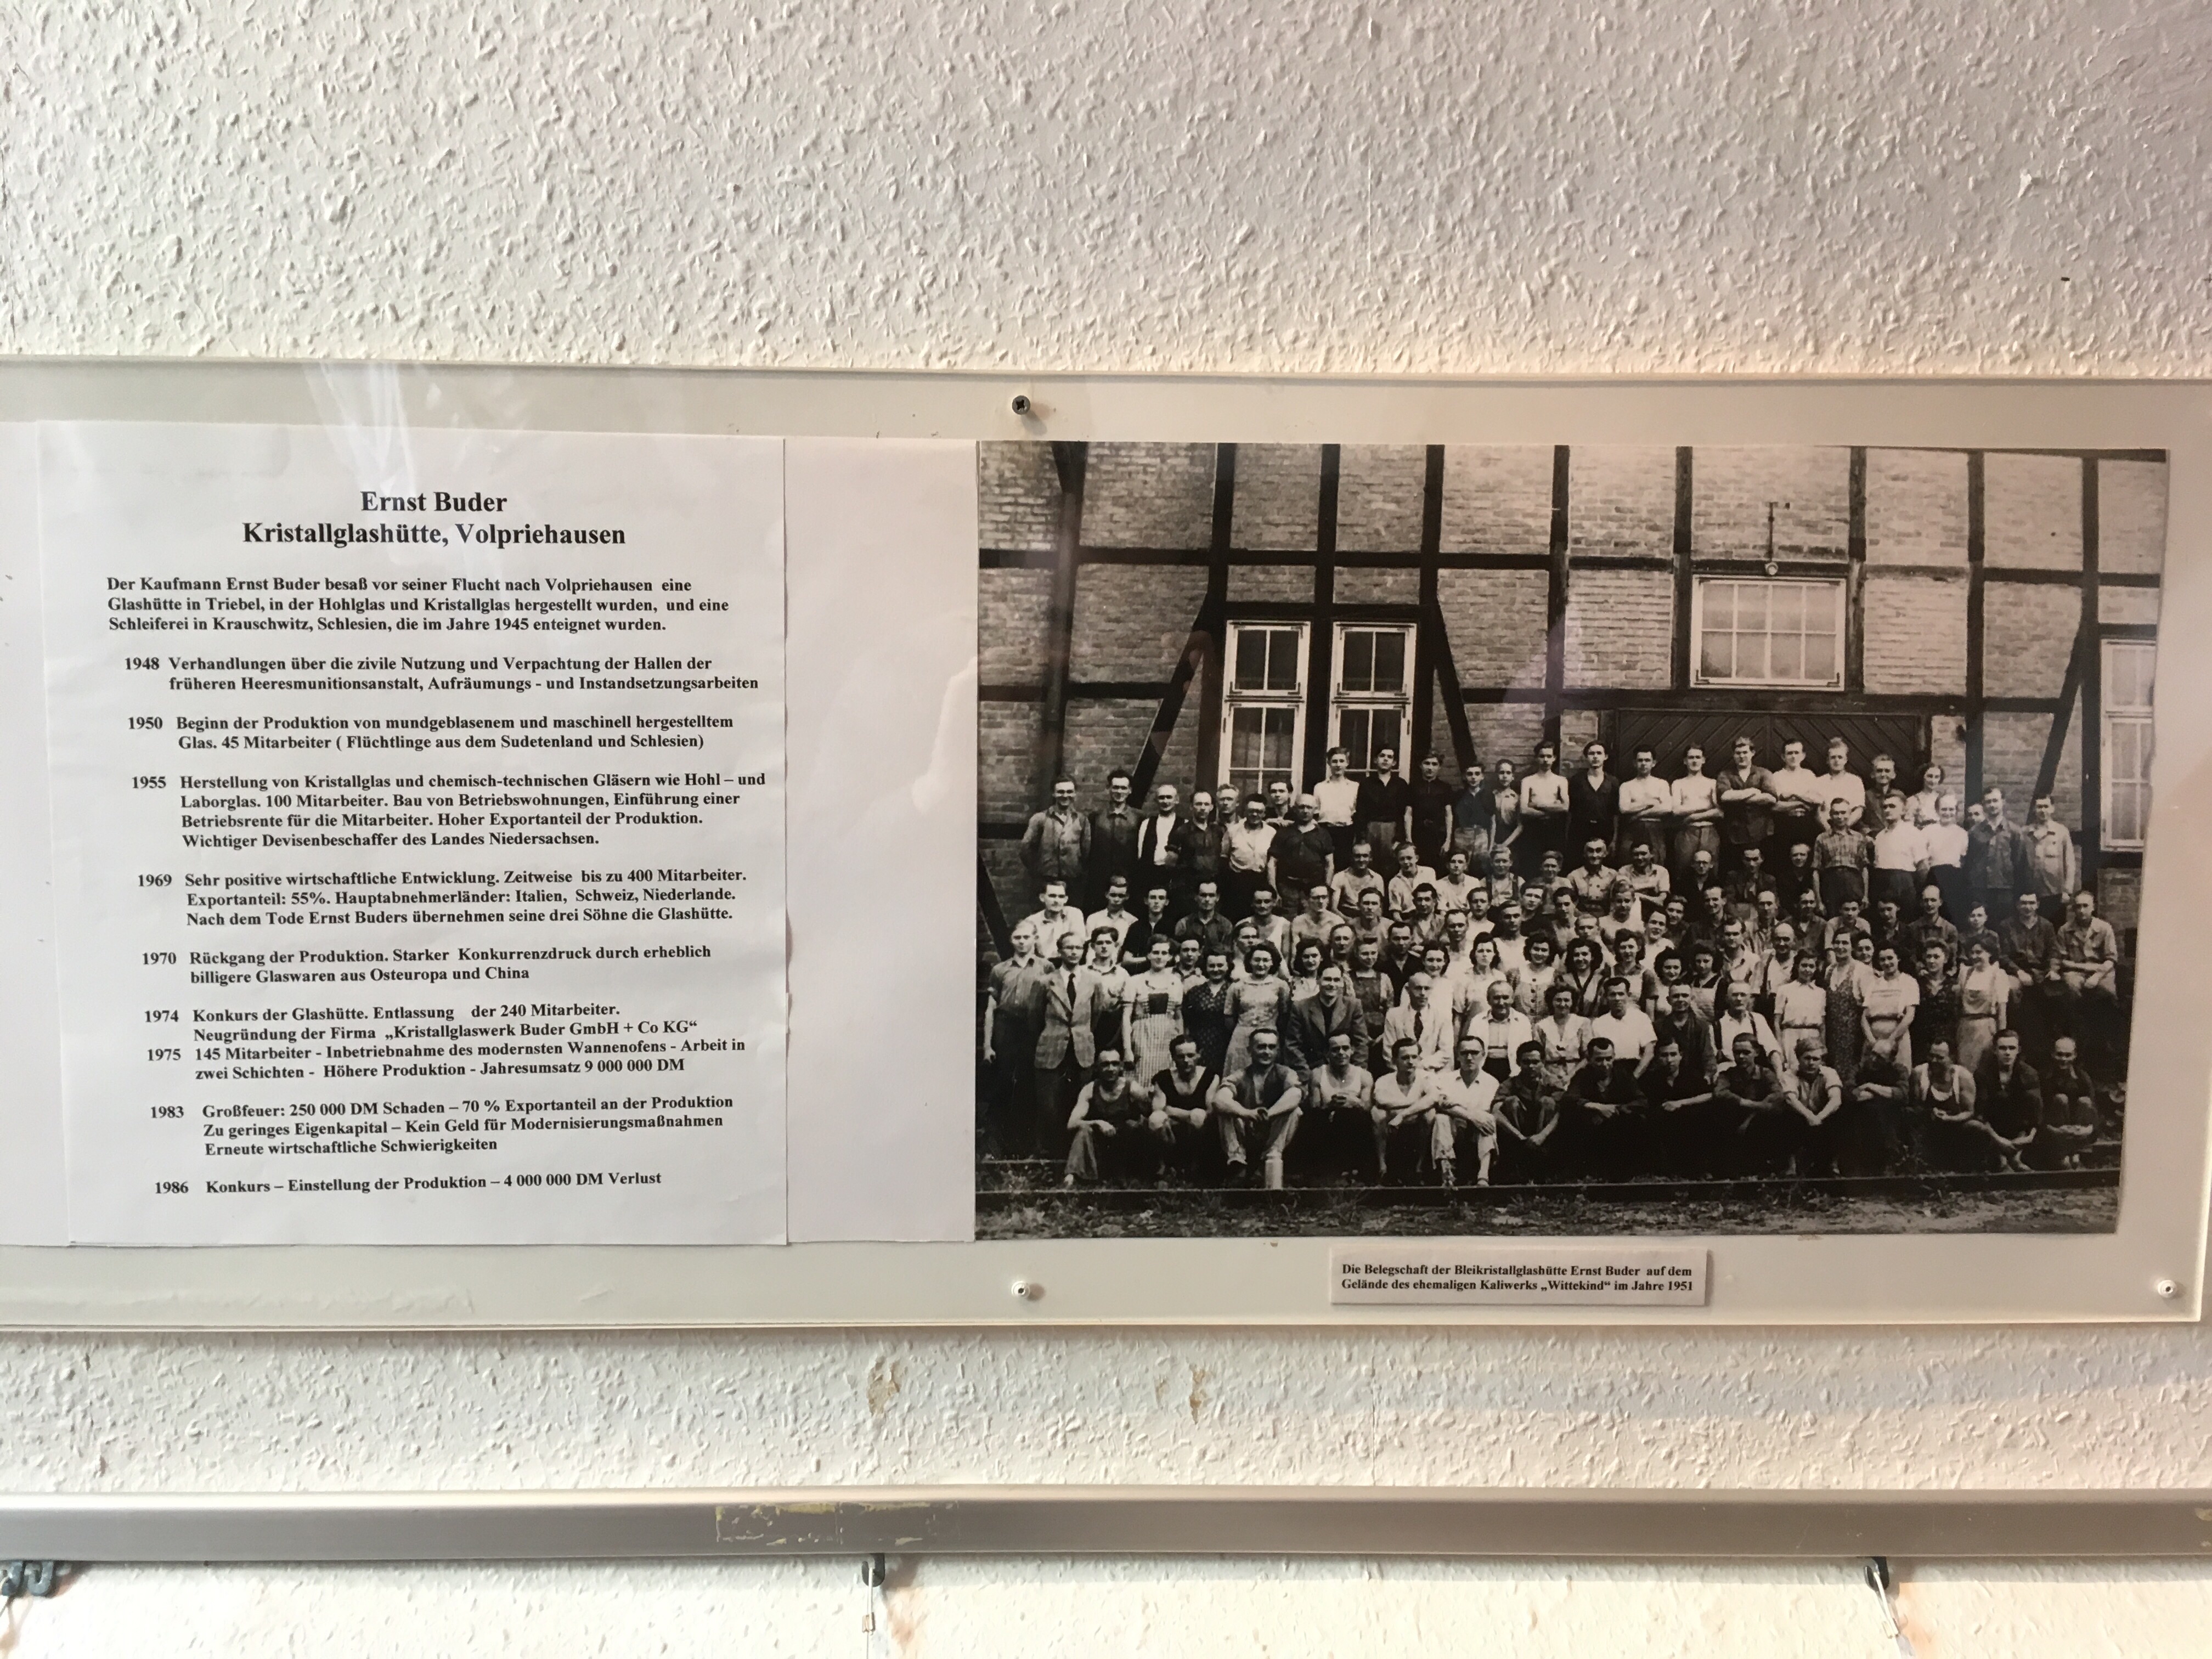 Ernst Buder
Kristallglashütte, Volpriehausen
Der Kaufmann Ernst Buder besaß vor seiner Flucht nach Volpriehausen eine
Glashütte in Triebel, in der Hohlglas und Kristallglas hergestellt wurden, und eine
Schleiferei in Krauschwitz, Schlesien, die im Jahre 1945 enteignet wurden.
1948 Verhandlungen über die zivile Nutzung und Verpachtung der Hallen der
früheren Heeresmunitionsanstalt, Aufräumungs - und Instandsetzungsarbeiten
1950 Beginn der Produktion von mundgeblasenem und maschinell hergestelltem
Glas. 45 Mitarbeiter ( Flüchtlinge aus dem Sudetenland und Schlesien)
1955 Herstellung von Kristallglas und chemisch-technischen Gläsern wie Hohl – und
Laborglas. 100 Mitarbeiter. Bau von Betriebswohnungen, Einführung einer
Betriebsrente für die Mitarbeiter. Hoher Exportanteil der Produktion.
Wichtiger Devisenbeschaffer des Landes Niedersachsen.
1969 Sehr positive wirtschaftliche Entwicklung. Zeitweise bis zu 400 Mitarbeiter.
Exportanteil: 55%. Hauptabnehmerländer: Italien, Schweiz, Niederlande.
Nach dem Tode Ernst Buders übernehmen seine drei Söhne die Glashütte.
1970 Rückgang der Produktion. Starker Konkurrenzdruck durch erheblich
billigere Glaswaren aus Osteuropa und China
1974 Konkurs der Glashütte. Entlassung der 240 Mitarbeiter.
Neugründung der Firma „Kristallglaswerk Buder GmbH + Co KG“
1975 145 Mitarbeiter - Inbetriebnahme des modernsten Wannenofens - Arbeit in
zwei Schichten - Höhere Produktion - Jahresumsatz 9 000 000 DM
1983 Großfeuer: 250 000 DM Schaden – 70 % Exportanteil an der Produktion
Zu geringes Eigenkapital – Kein Geld für Modernisierungsmaßnahmen
Erneute wirtschaftliche Schwierigkeiten
1986 Konkurs – Einstellung der Produktion – 4 000 000 DM Verlust
Die Belegschaft der Bleikristallglashütte Ernst Buder auf dem
Gelände des ehemaligen Kaliwerks „Wittekind“ im Jahre 1951